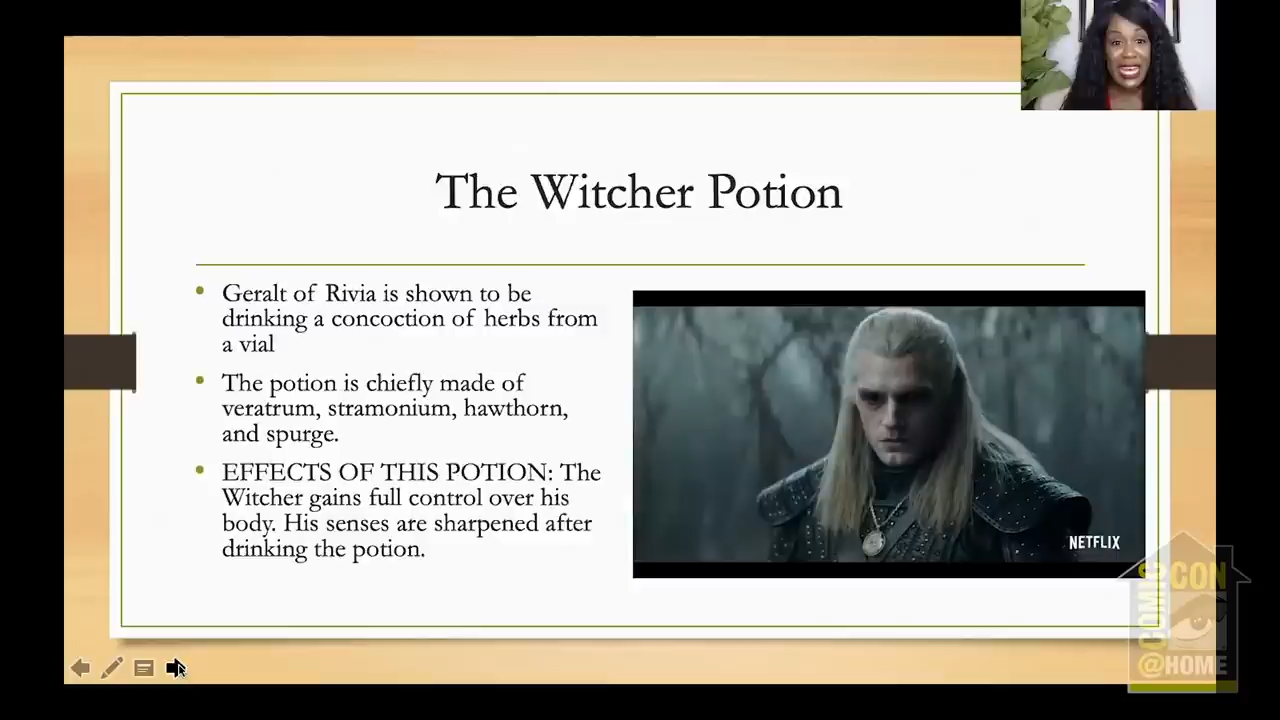 The Witcher Potion
Geralt of Rivia is shown to be
drinking a concoction of herbs from
a vial
The potion is chiefly made of
veratrum, stramonium, hawthorn,
and spurge.
EFFECTS OF THIS POTION: The
Witcher gains full control over his
body. His senses are sharpened after
drinking the potion.
NETFLIX
COMIC
CON
@HOME